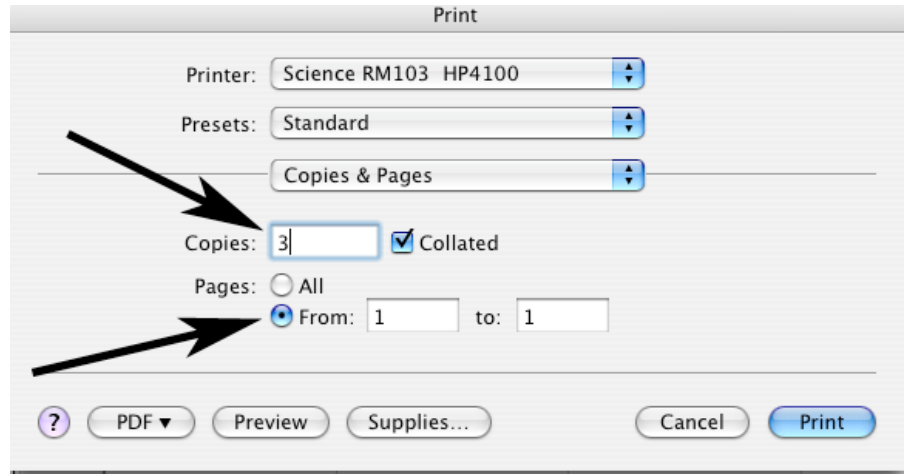 Print
Printer: Science RM103 HP4100
Presets: Standard
Copies & Pages
Copies: 3 Collated
Pages: All
From: 1 to: 1
? PDF▼ Preview Supplies... Cancel Print